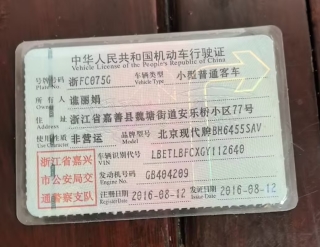 中华人民共和国机动车行驶证
Vehicle License of the People's Republic of China
号牌号码 浙FC075G 车辆类型 小型普通客车
Plate No. Vehicle Type
所有人 谯丽娟
Owner
住址 浙江省嘉善县魏塘街道安乐桥小区77号
Address
使用性质 非营运 品牌型号 北京现代牌BH6455SAV
Use Character Model
浙江省嘉兴 车辆识别代号 LBETLBFCXGY112640
VIN
市公安局交 发动机号码 GB404209
Engine No.
通警察支队 注册日期 2016-08-12 发证日期 2016-08-12
Register Date Issue Date